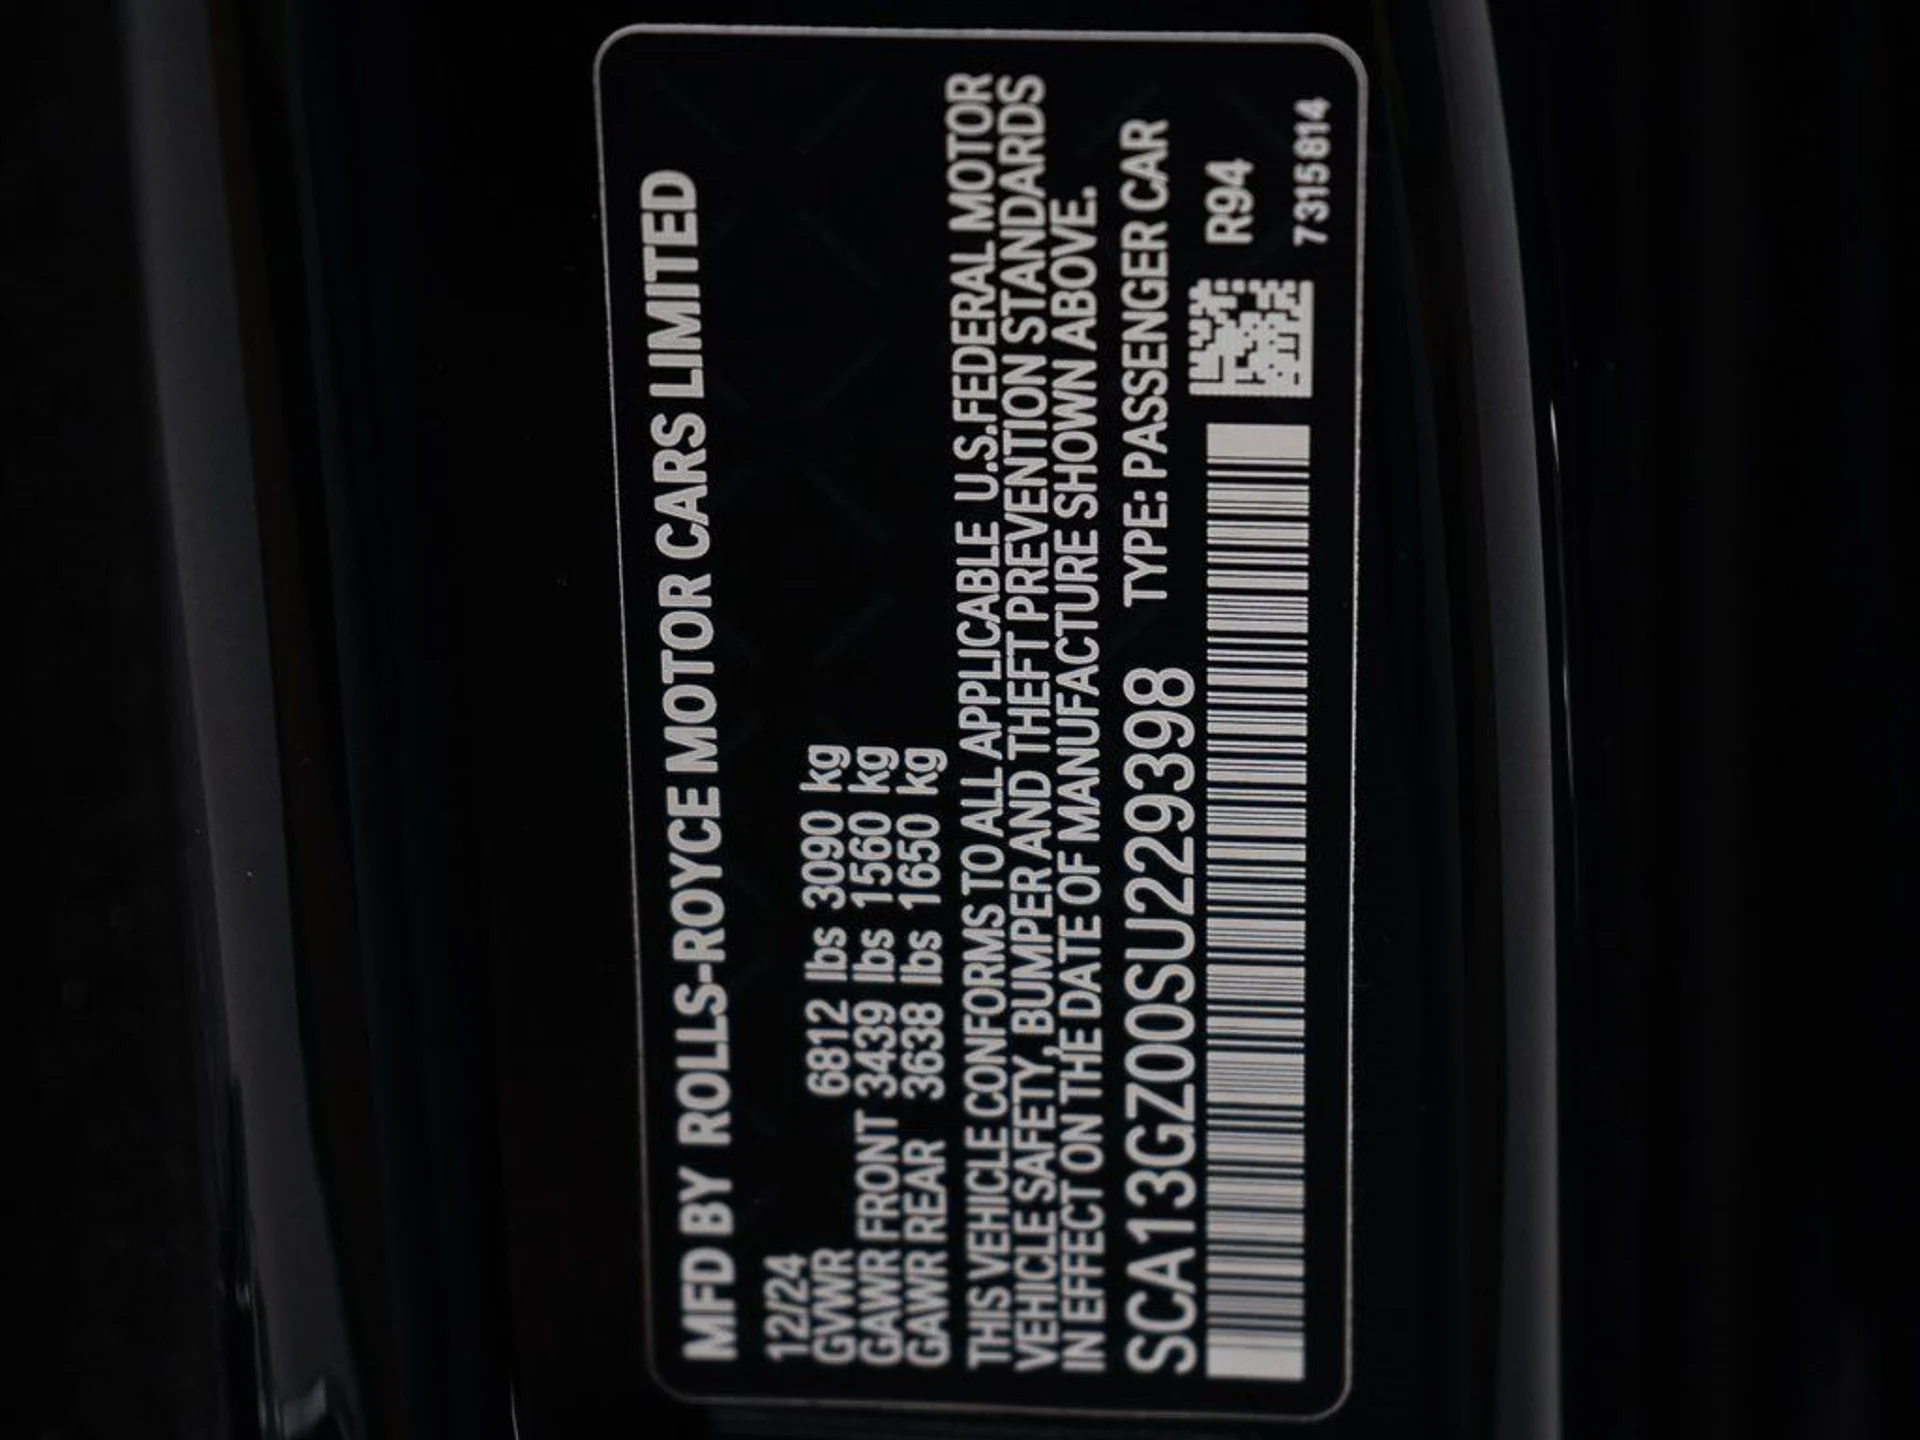 MFD BY ROLLS-ROYCE MOTOR CARS LIMITED
12/24
GVWR 6812 lbs 3090 kg
GAWR FRONT 3439 lbs 1560 kg
GAWR REAR 3638 lbs 1650 kg
THIS VEHICLE CONFORMS TO ALL APPLICABLE U.S.FEDERAL MOTOR
VEHICLE SAFETY, BUMPER AND THEFT PREVENTION STANDARDS
IN EFFECT ON THE DATE OF MANUFACTURE SHOWN ABOVE.
SCA13GZ00SU229398 TYPE: PASSENGER CAR
R94
7315814